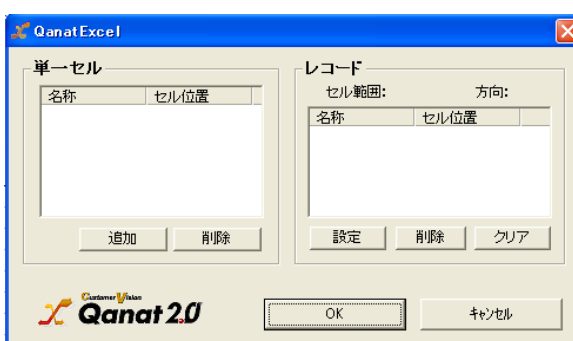 QanatExcel
単一セル
名称 セル位置
追加 削除
レコード
セル範囲: 方向:
名称 セル位置
設定 削除 クリア
Customer Vision
Qanat 2.0
OK キャンセル